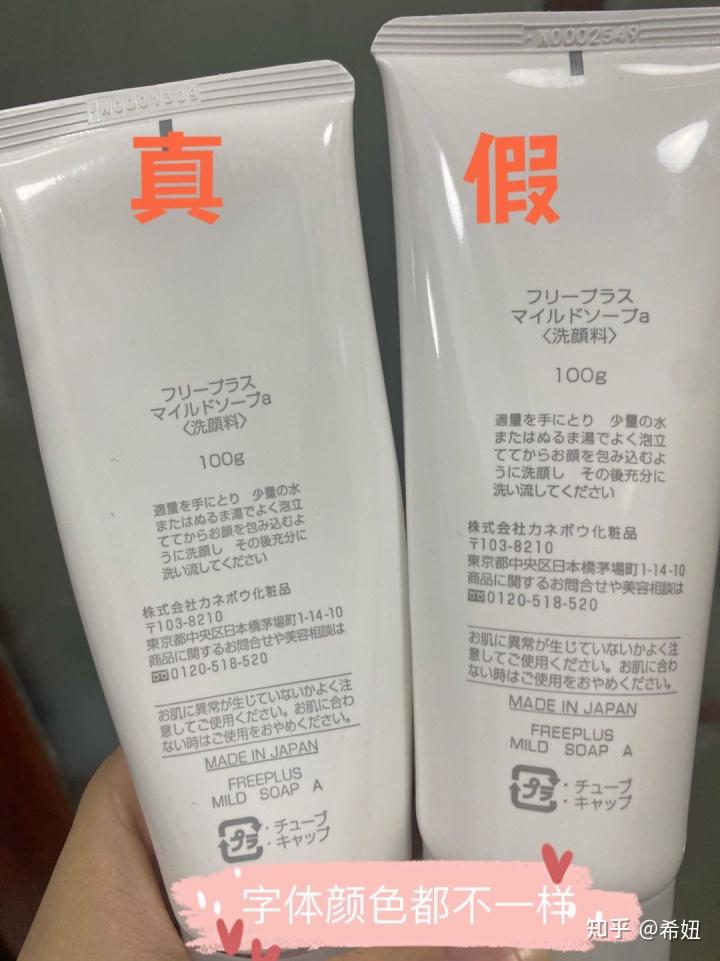 真
フリープラス
マイルドソープa
〈洗顔料〉
100g
適量を手にとり 少量の水
またはぬるま湯でよく泡立
ててからお顔を包み込むよ
うに洗顔し その後充分に
洗い流してください
株式会社カネボウ化粧品
〒103-8210
東京都中央区日本橋茅場町1-14-10
商品に関するお問合せや美容相談は
0120-518-520
お肌に異常が生じていないかよく注
意してご使用ください。お肌に合わ
ない時はご使用をおやめください。
MADE IN JAPAN
FREEPLUS
MILD SOAP A
プラ
・チューブ
・キャップ
N0002549
假
フリープラス
マイルドソープa
〈洗顔料〉
100g
適量を手にとり 少量の水
またはぬるま湯でよく泡立
ててからお顔を包み込むよ
うに洗顔し その後充分に
洗い流してください
株式会社カネボウ化粧品
〒103-8210
東京都中央区日本橋茅場町1-14-10
商品に関するお問合せや美容相談は
0120-518-520
お肌に異常が生じていないかよく注
意してご使用ください。お肌に合わ
ない時はご使用をおやめください。
MADE IN JAPAN
FREEPLUS
MILD SOAP A
プラ
・チューブ
・キャップ
字体颜色都不一样
知乎 @希妞